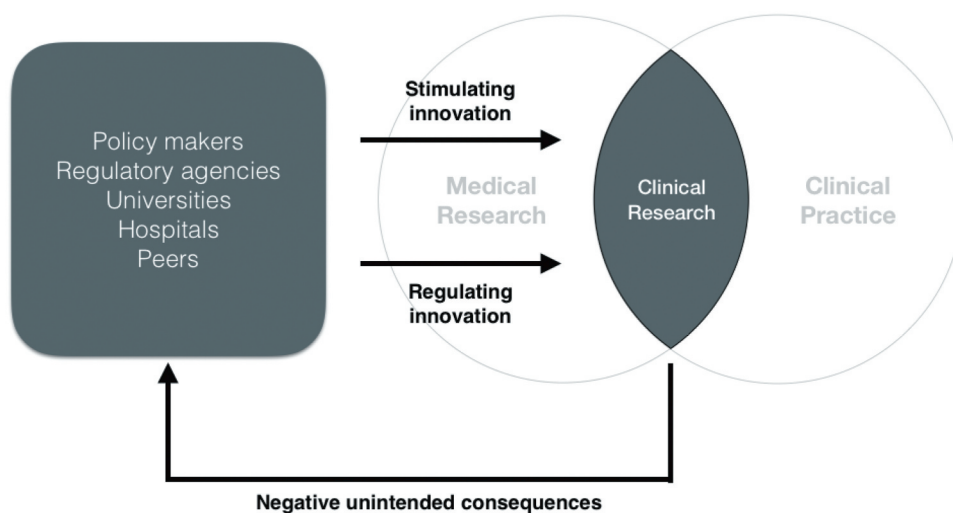 Policy makers
Regulatory agencies
Universities
Hospitals
Peers
Stimulating
innovation
Regulating
innovation
Medical
Research
Clinical
Research
Clinical
Practice
Negative unintended consequences